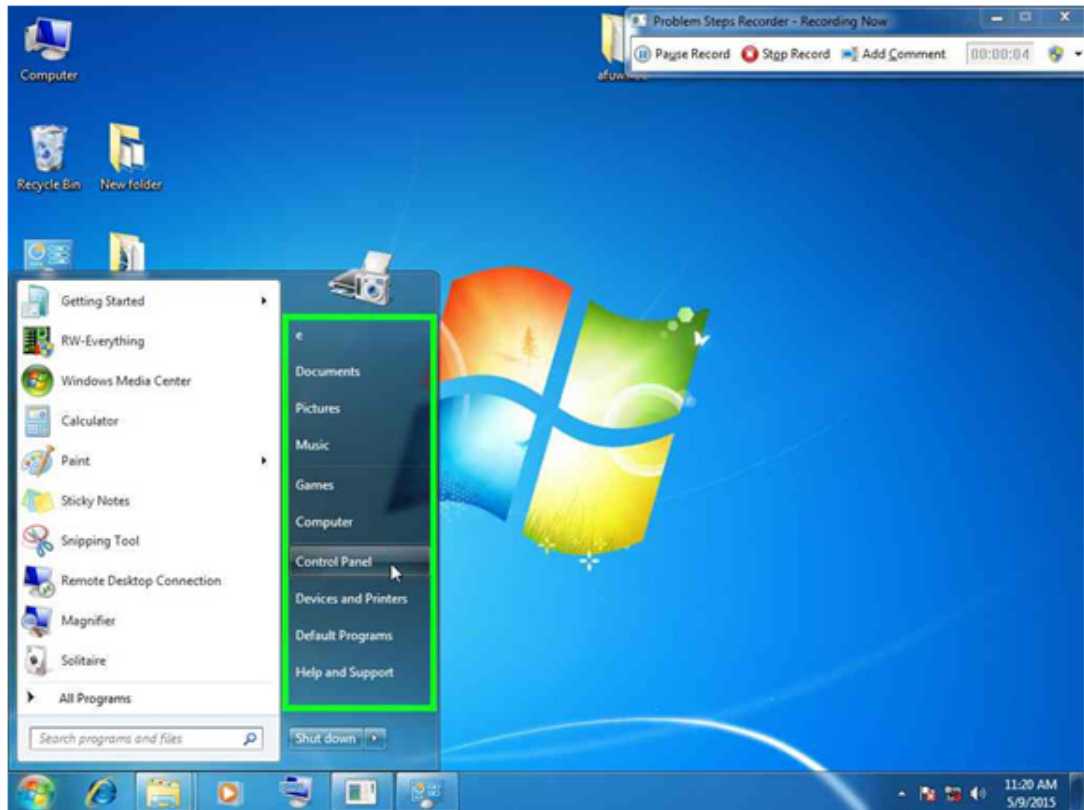 Computer
Problem Steps Recorder - Recording Now
Pause Record Stop Record Add Comment 00:00:04
Recycle Bin New folder
Getting Started
RW-Everything
Windows Media Center
Calculator
Paint
Sticky Notes
Snipping Tool
Remote Desktop Connection
Magnifier
Solitaire
All Programs
Search programs and files
e
Documents
Pictures
Music
Games
Computer
Control Panel
Devices and Printers
Default Programs
Help and Support
Shut down
11:20 AM
5/9/2015